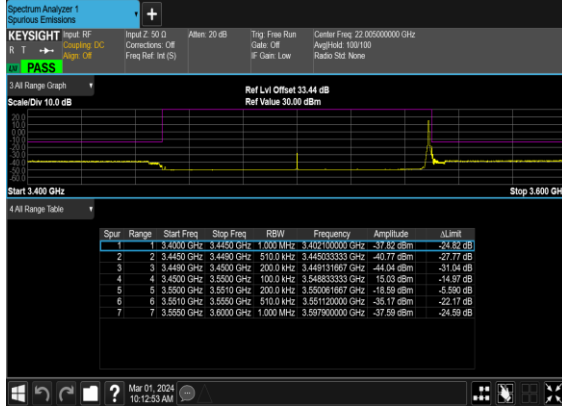 Spectrum Analyzer 1
Spurious Emissions
+
KEYSIGHT Input: RF Input Z: 50 Ω Atten: 20 dB Trig: Free Run Center Freq: 22.005000000 GHz
R T Coupling: DC Corrections: Off Gate: Off Avg|Hold: 100/100
Align: Off Freq Ref: Int (S) IF Gain: Low Radio Std: None
PASS
3 All Range Graph
Ref Lvl Offset 33.44 dB
Scale/Div 10.0 dB Ref Value 30.00 dBm
20.0
10.0
0.00
-10.0
-20.0
-30.0
-40.0
-50.0
-60.0
Start 3.400 GHz Stop 3.600 GH
4 All Range Table
Spur Range Start Freq Stop Freq RBW Frequency Amplitude ΔLimit
1 1 3.4000 GHz 3.4450 GHz 1.000 MHz 3.402100000 GHz -37.82 dBm -24.82 dB
2 2 3.4450 GHz 3.4490 GHz 510.0 kHz 3.445033333 GHz -40.77 dBm -27.77 dB
3 3 3.4490 GHz 3.4500 GHz 200.0 kHz 3.449131667 GHz -44.04 dBm -31.04 dB
4 4 3.4500 GHz 3.5500 GHz 100.0 kHz 3.548833333 GHz 15.03 dBm -14.97 dB
5 5 3.5500 GHz 3.5510 GHz 200.0 kHz 3.550061667 GHz -18.59 dBm -5.590 dB
6 6 3.5510 GHz 3.5550 GHz 510.0 kHz 3.551120000 GHz -35.17 dBm -22.17 dB
7 7 3.5550 GHz 3.6000 GHz 1.000 MHz 3.597900000 GHz -37.59 dBm -24.59 dB
? Mar 01, 2024
10:12:53 AM